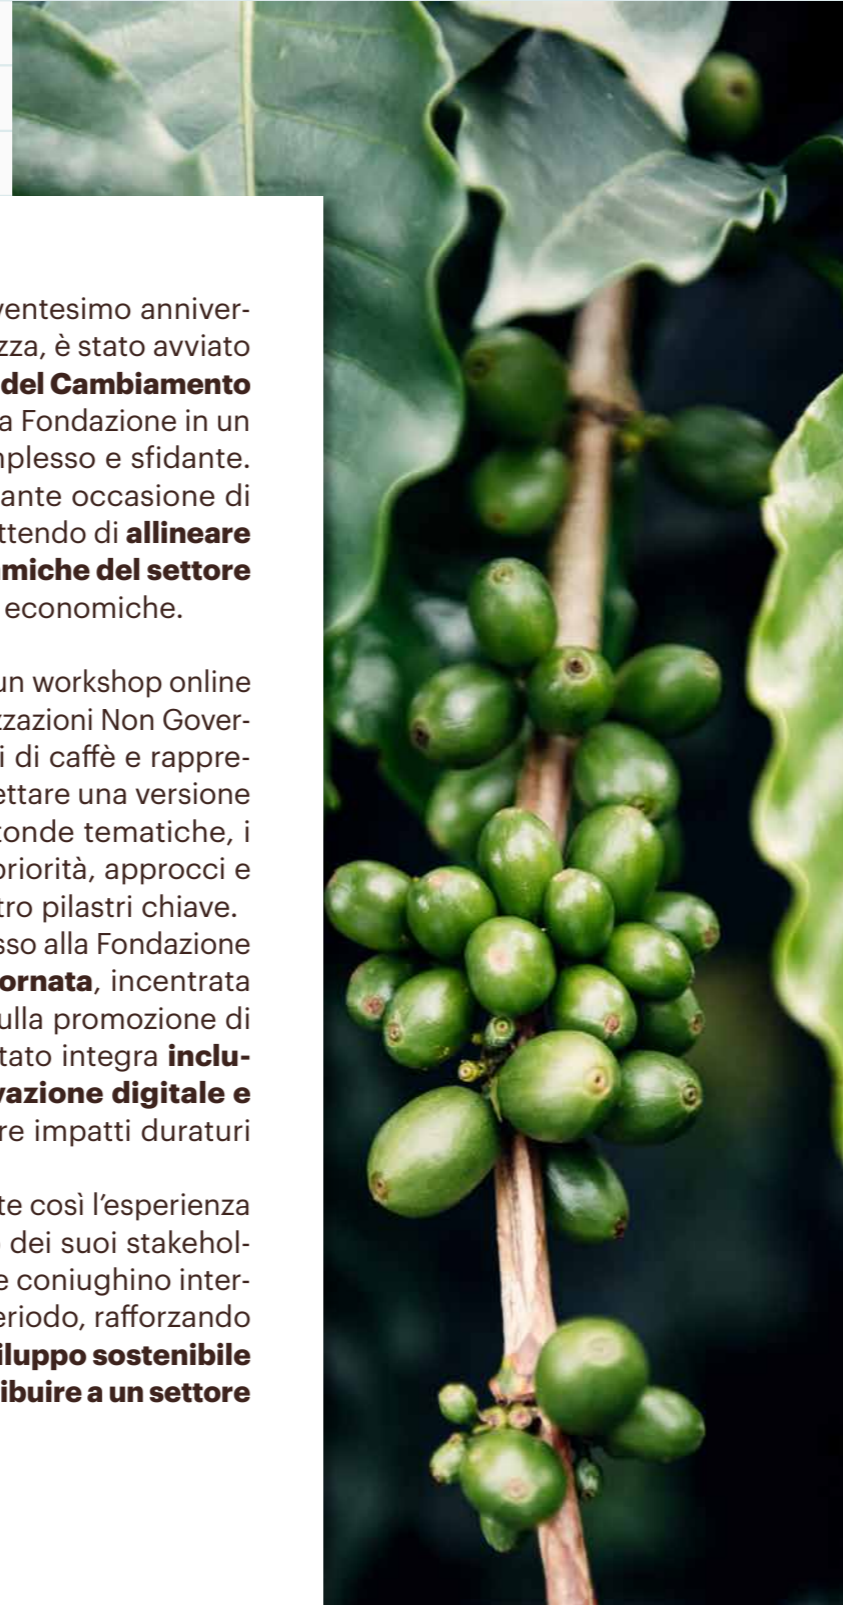 ventesimo anniver-
zza, è stato avviato
del Cambiamento
a Fondazione in un
mplesso e sfidante.
ante occasione di
ttendo di allineare
miche del settore
economiche.
un workshop online
zzazioni Non Gover-
i di caffè e rappre-
ettare una versione
tonde tematiche, i
priorità, approcci e
tro pilastri chiave.
sso alla Fondazione
ornata, incentrata
ulla promozione di
tato integra inclu-
vazione digitale e
re impatti duraturi
te così l’esperienza
dei suoi stakehol-
e coniughino inter-
eriodo, rafforzando
iluppo sostenibile
ibuire a un settore